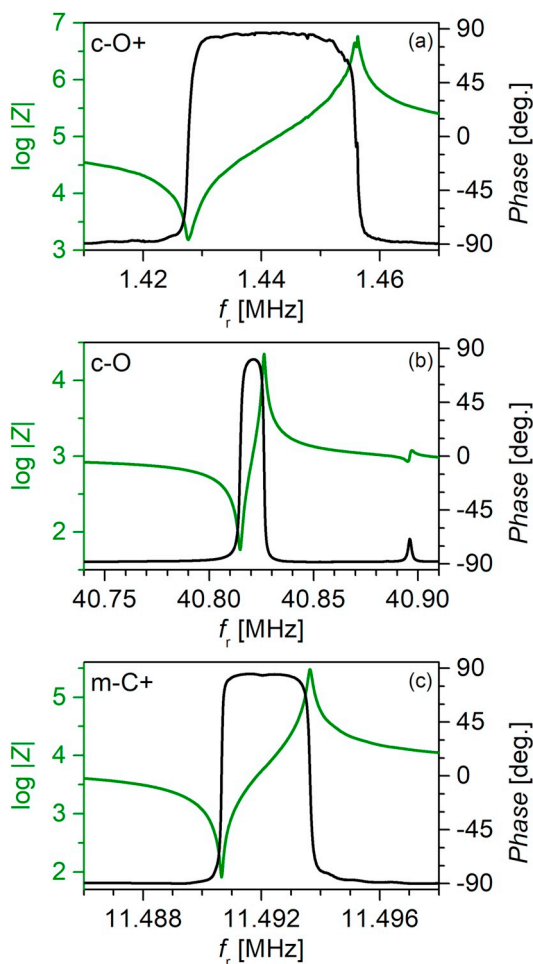 c-O+
(a)
log |Z|
7
6
5
4
3
90
45
0
-45
-90
Phase [deg.]
1.42
1.44
1.46
fr [MHz]
c-O
(b)
log |Z|
4
3
2
90
45
0
-45
-90
Phase [deg.]
40.75
40.80
40.85
40.90
fr [MHz]
m-C+
(c)
log |Z|
5
4
3
2
90
45
0
-45
-90
Phase [deg.]
11.488
11.492
11.496
fr [MHz]